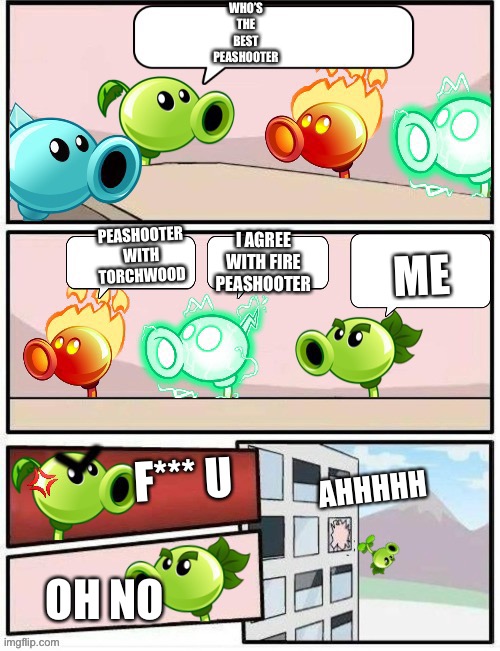 WHO'S
THE
BEST
PEASHOOTER
PEASHOOTER
WITH
TORCHWOOD
I AGREE
WITH FIRE
PEASHOOTER
ME
F*** U
OH NO
AHHHHH
imgflip.com